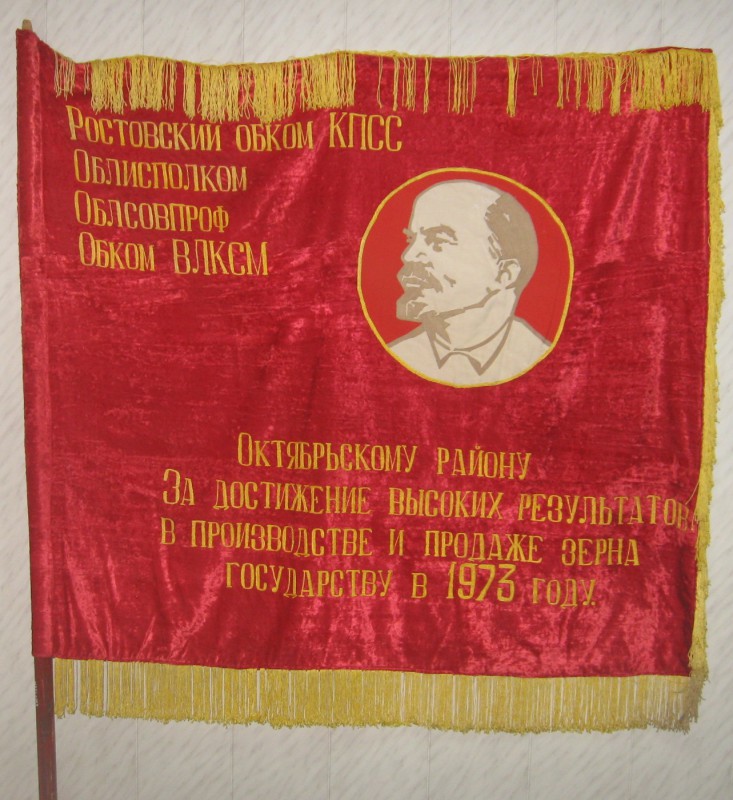 Ростовский обком КПСС
Облисполком
Облсовпроф
Обком ВЛКСМ
Октябрьскому району
За достижение высоких результатов
в производстве и продаже зерна
государству в 1973 году.